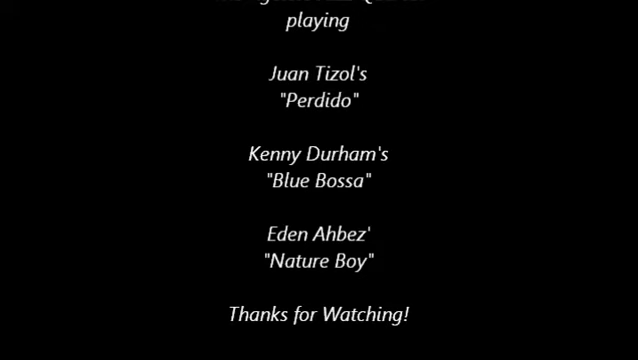 playing
Juan Tizol's
"Perdido"
Kenny Durham's
"Blue Bossa"
Eden Ahbez'
"Nature Boy"
Thanks for Watching!